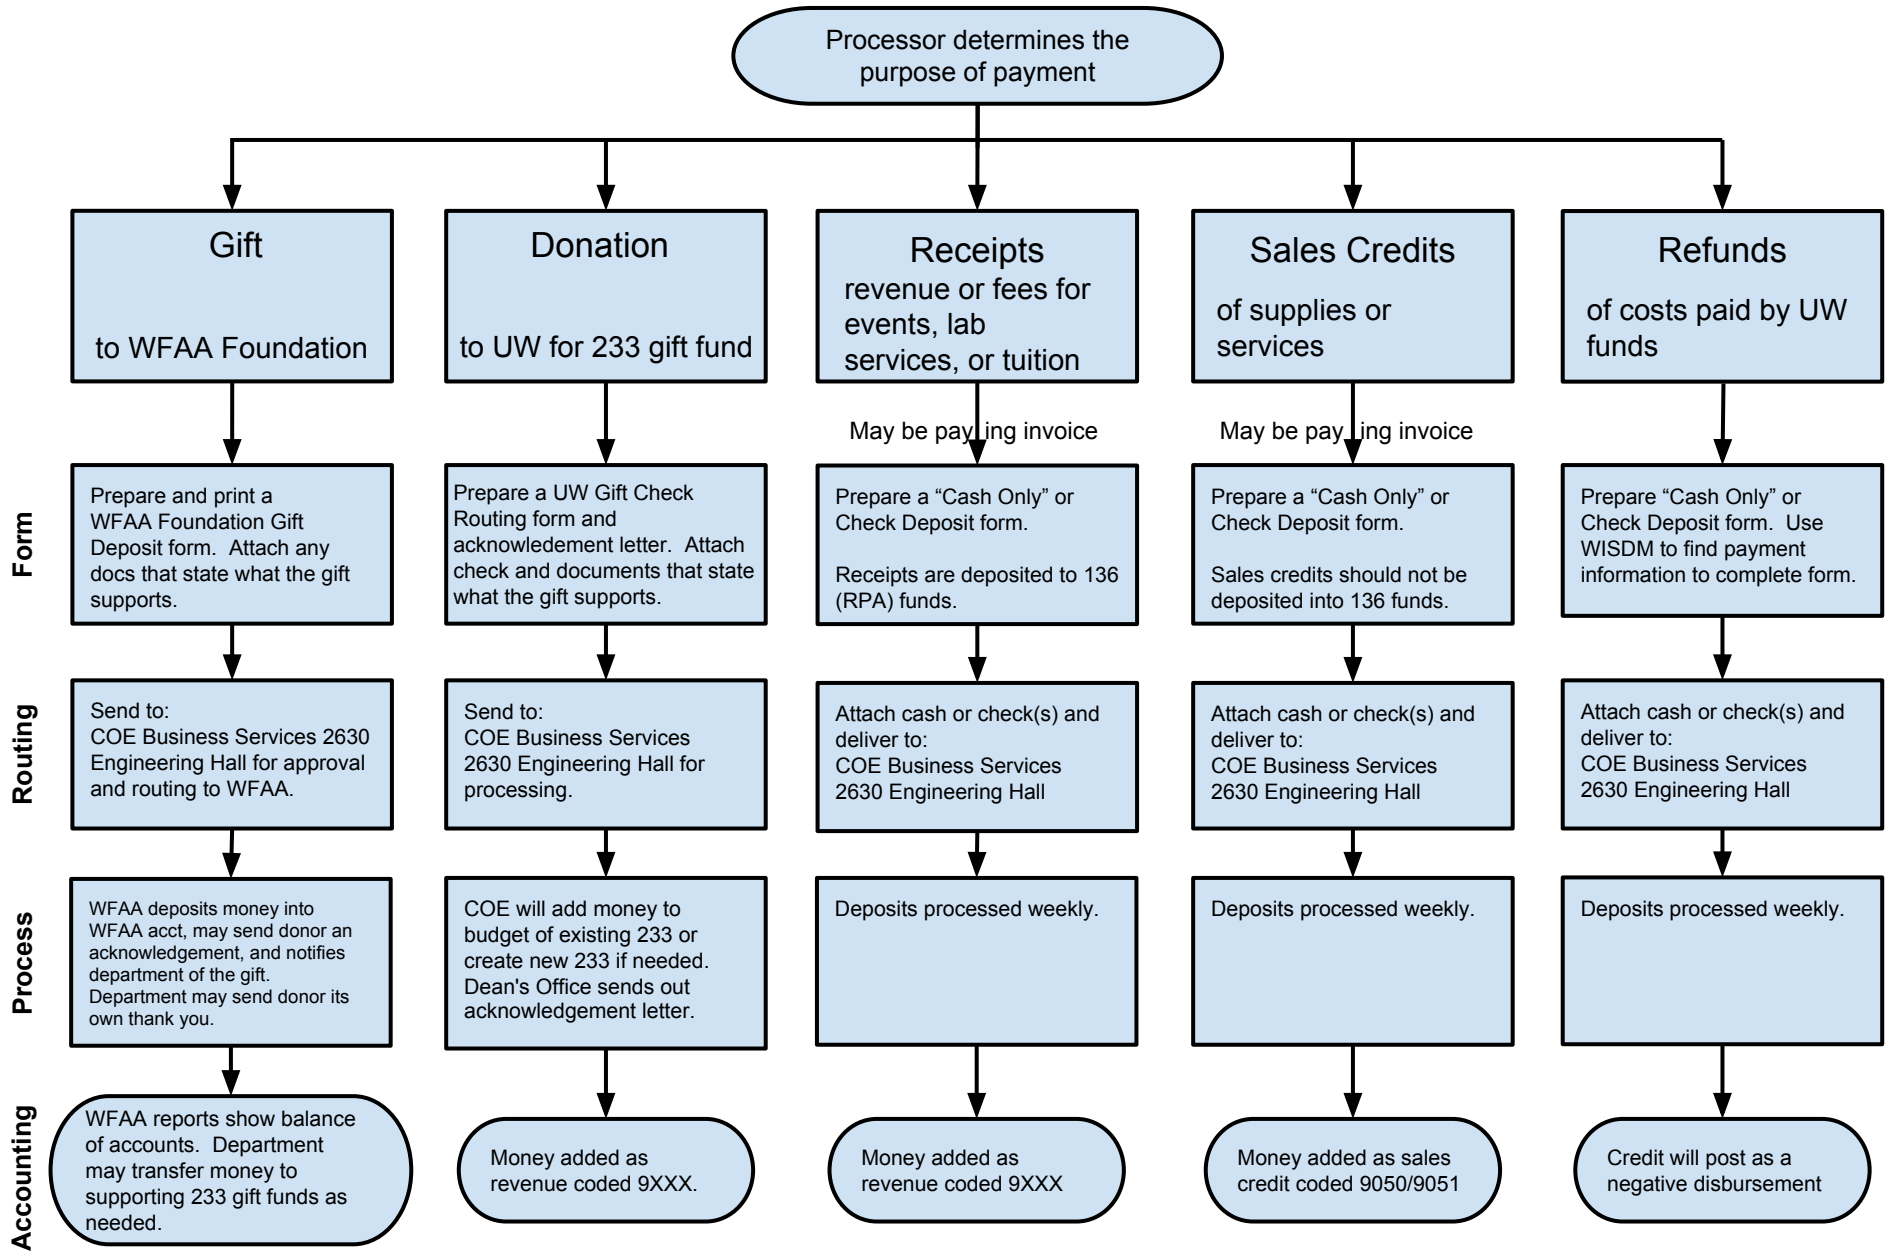 Processor determines the
purpose of payment
Gift
to WFAA Foundation
Donation
to UW for 233 gift fund
Receipts
revenue or fees for
events, lab
services, or tuition
Sales Credits
of supplies or
services
Refunds
of costs paid by UW
funds
May be paying invoice
May be paying invoice
Form
Prepare and print a
WFAA Foundation Gift
Deposit form. Attach any
docs that state what the gift
supports.
Prepare a UW Gift Check
Routing form and
acknowledement letter. Attach
check and documents that state
what the gift supports.
Prepare a “Cash Only” or
Check Deposit form.
Receipts are deposited to 136
(RPA) funds.
Prepare a “Cash Only” or
Check Deposit form.
Sales credits should not be
deposited into 136 funds.
Prepare “Cash Only” or
Check Deposit form. Use
WISDM to find payment
information to complete form.
Routing
Send to:
COE Business Services 2630
Engineering Hall for approval
and routing to WFAA.
Send to:
COE Business Services
2630 Engineering Hall for
processing.
Attach cash or check(s) and
deliver to:
COE Business Services
2630 Engineering Hall
Attach cash or check(s) and
deliver to:
COE Business Services
2630 Engineering Hall
Attach cash or check(s) and
deliver to:
COE Business Services
2630 Engineering Hall
Process
WFAA deposits money into
WFAA acct, may send donor an
acknowledgement, and notifies
department of the gift.
Department may send donor its
own thank you.
COE will add money to
budget of existing 233 or
create new 233 if needed.
Dean's Office sends out
acknowledgement letter.
Deposits processed weekly.
Deposits processed weekly.
Deposits processed weekly.
Accounting
WFAA reports show balance
of accounts. Department
may transfer money to
supporting 233 gift funds as
needed.
Money added as
revenue coded 9XXX.
Money added as
revenue coded 9XXX
Money added as sales
credit coded 9050/9051
Credit will post as a
negative disbursement